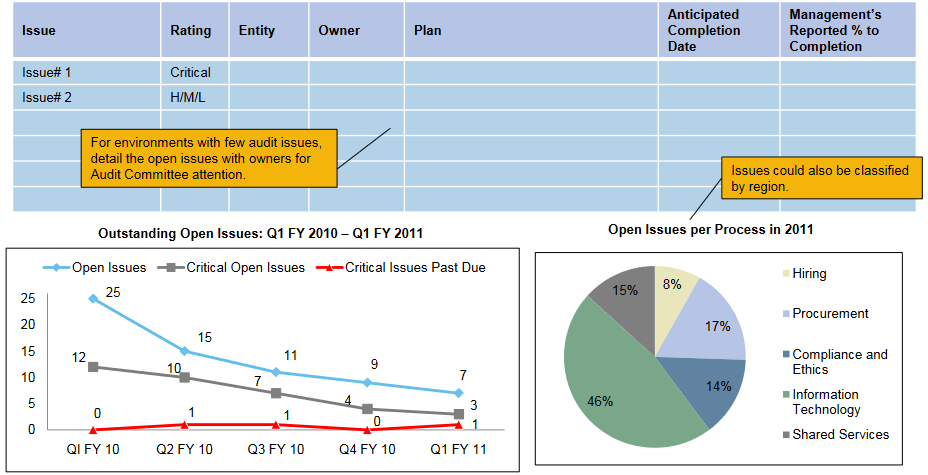 Issue Rating Entity Owner Plan Anticipated Completion Date Management's Reported % to Completion
Issue# 1 Critical
Issue# 2 H/M/L
For environments with few audit issues,
detail the open issues with owners for
Audit Committee attention.
Issues could also be classified
by region.
Outstanding Open Issues: Q1 FY 2010 – Q1 FY 2011
Open Issues Critical Open Issues Critical Issues Past Due
25
20
15
10
5
0
25 15 11 9 7
12 10 7 4 3
0 1 1 0 1
QI FY 10 Q2 FY 10 Q3 FY 10 Q4 FY 10 Q1 FY 11
Open Issues per Process in 2011
8%
17%
14%
46%
15%
Hiring
Procurement
Compliance and
Ethics
Information
Technology
Shared Services